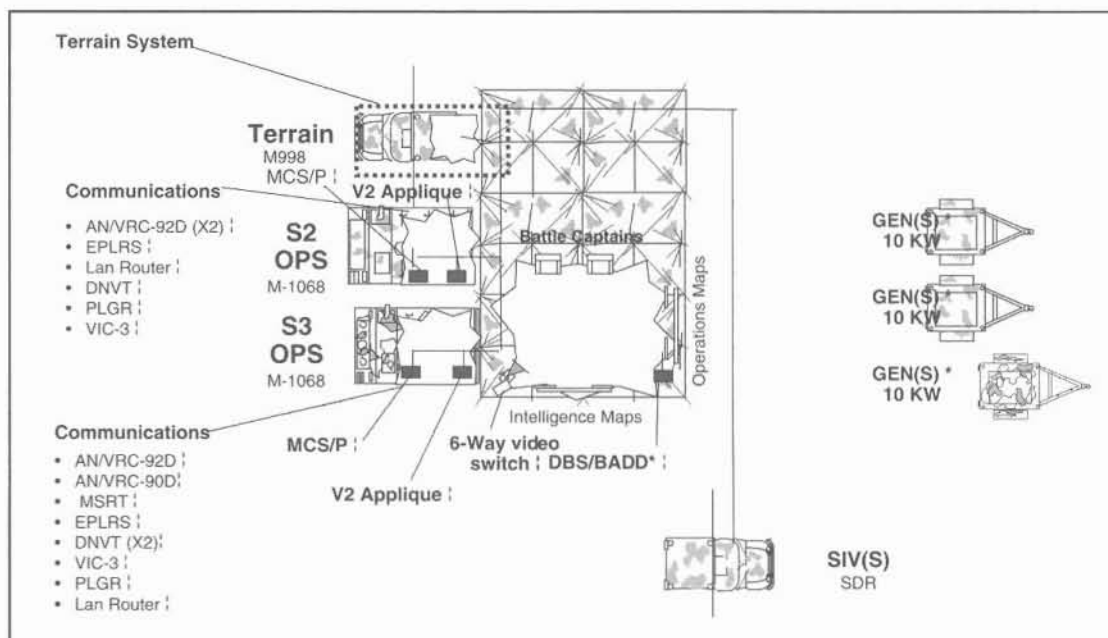 Terrain System
Terrain
M998
MCS/P ¦
V2 Applique ¦
Communications
• AN/VRC-92D (X2) ¦
• EPLRS ¦
• Lan Router ¦
• DNVT ¦
• PLGR ¦
• VIC-3 ¦
S2
OPS
M-1068
Battle Captains
Operations Maps
S3
OPS
M-1068
Intelligence Maps
Communications
• AN/VRC-92D ¦
• AN/VRC-90D ¦
• MSRT ¦
• EPLRS ¦
• DNVT (X2) ¦
• VIC-3 ¦
• PLGR ¦
• Lan Router ¦
MCS/P ¦
V2 Applique ¦
6-Way video
switch ¦
DBS/BADD* ¦
GEN(S)
10 KW
GEN(S) *
10 KW
GEN(S) *
10 KW
SIV(S)
SDR